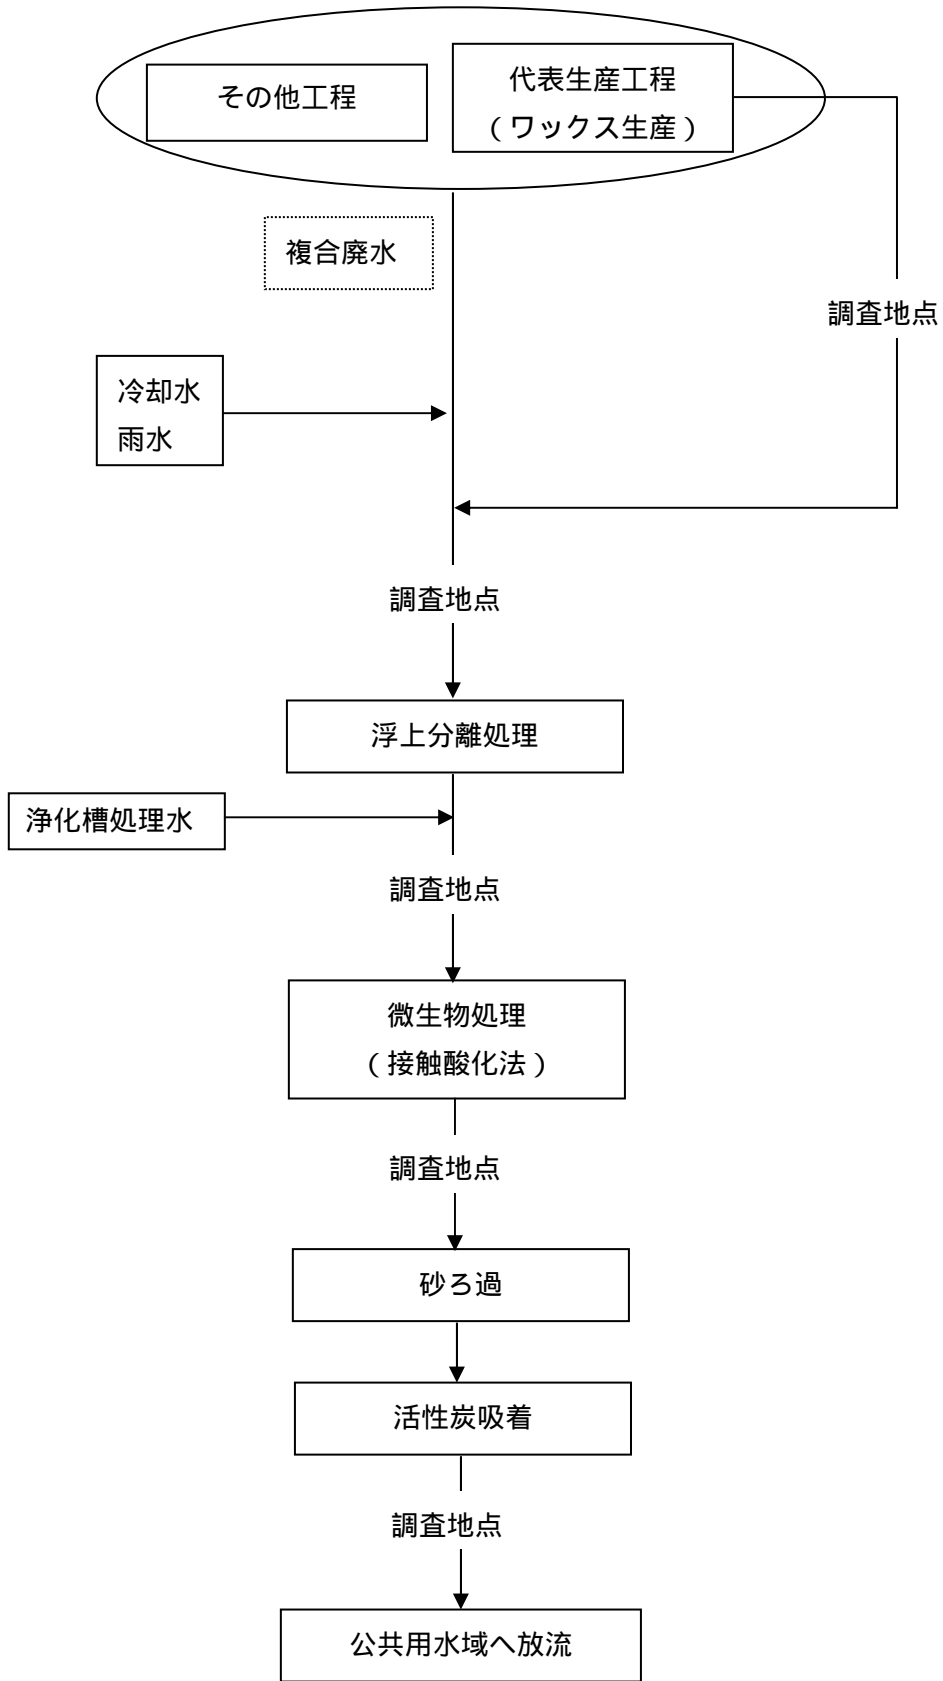 その他工程
代表生産工程
（ワックス生産）
複合廃水
調査地点
冷却水
雨水
調査地点
浮上分離処理
浄化槽処理水
調査地点
微生物処理
（接触酸化法）
調査地点
砂ろ過
活性炭吸着
調査地点
公共用水域へ放流